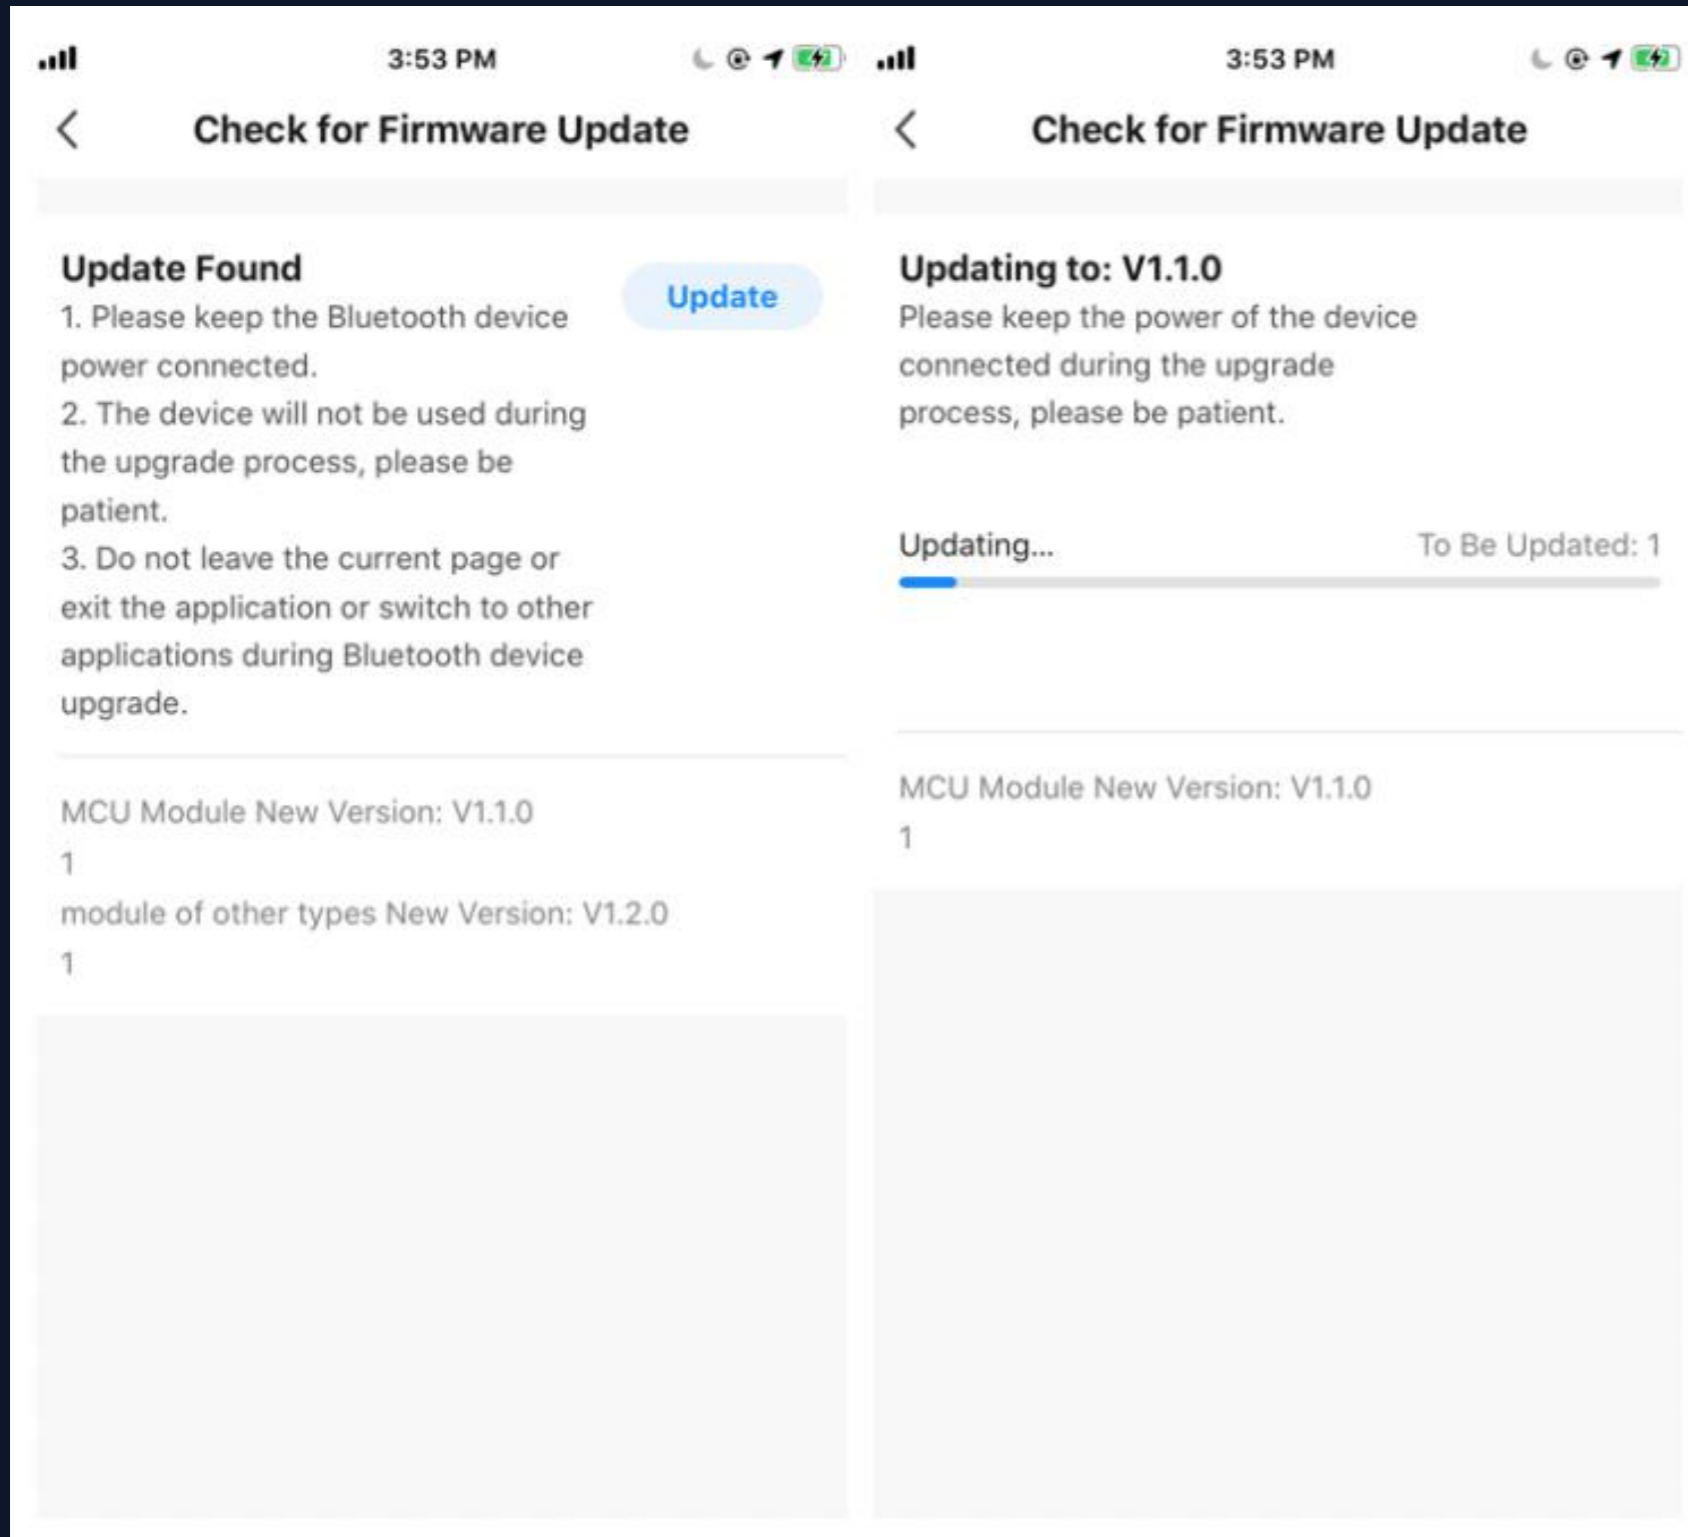 3:53 PM
Check for Firmware Update
Update Found
Update
1. Please keep the Bluetooth device
power connected.
2. The device will not be used during
the upgrade process, please be
patient.
3. Do not leave the current page or
exit the application or switch to other
applications during Bluetooth device
upgrade.
MCU Module New Version: V1.1.0
1
module of other types New Version: V1.2.0
1
3:53 PM
Check for Firmware Update
Updating to: V1.1.0
Please keep the power of the device
connected during the upgrade
process, please be patient.
Updating...
To Be Updated: 1
MCU Module New Version: V1.1.0
1